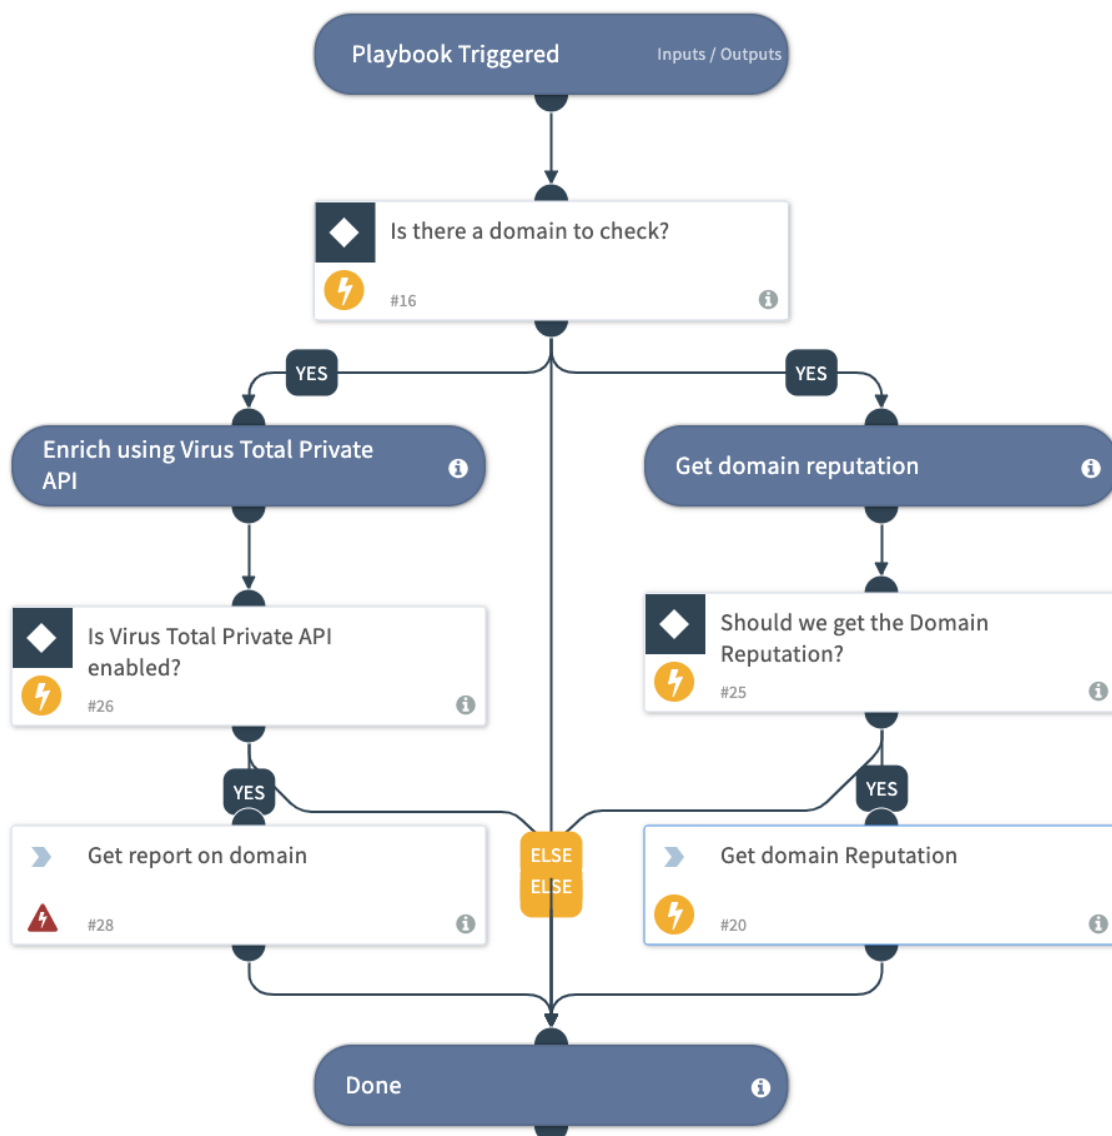 Playbook Triggered
Inputs / Outputs
Is there a domain to check?
#16
YES
YES
Enrich using Virus Total Private
API
Get domain reputation
Is Virus Total Private API
enabled?
#26
Should we get the Domain
Reputation?
#25
YES
YES
Get report on domain
#28
ELSE
ELSE
Get domain Reputation
#20
Done